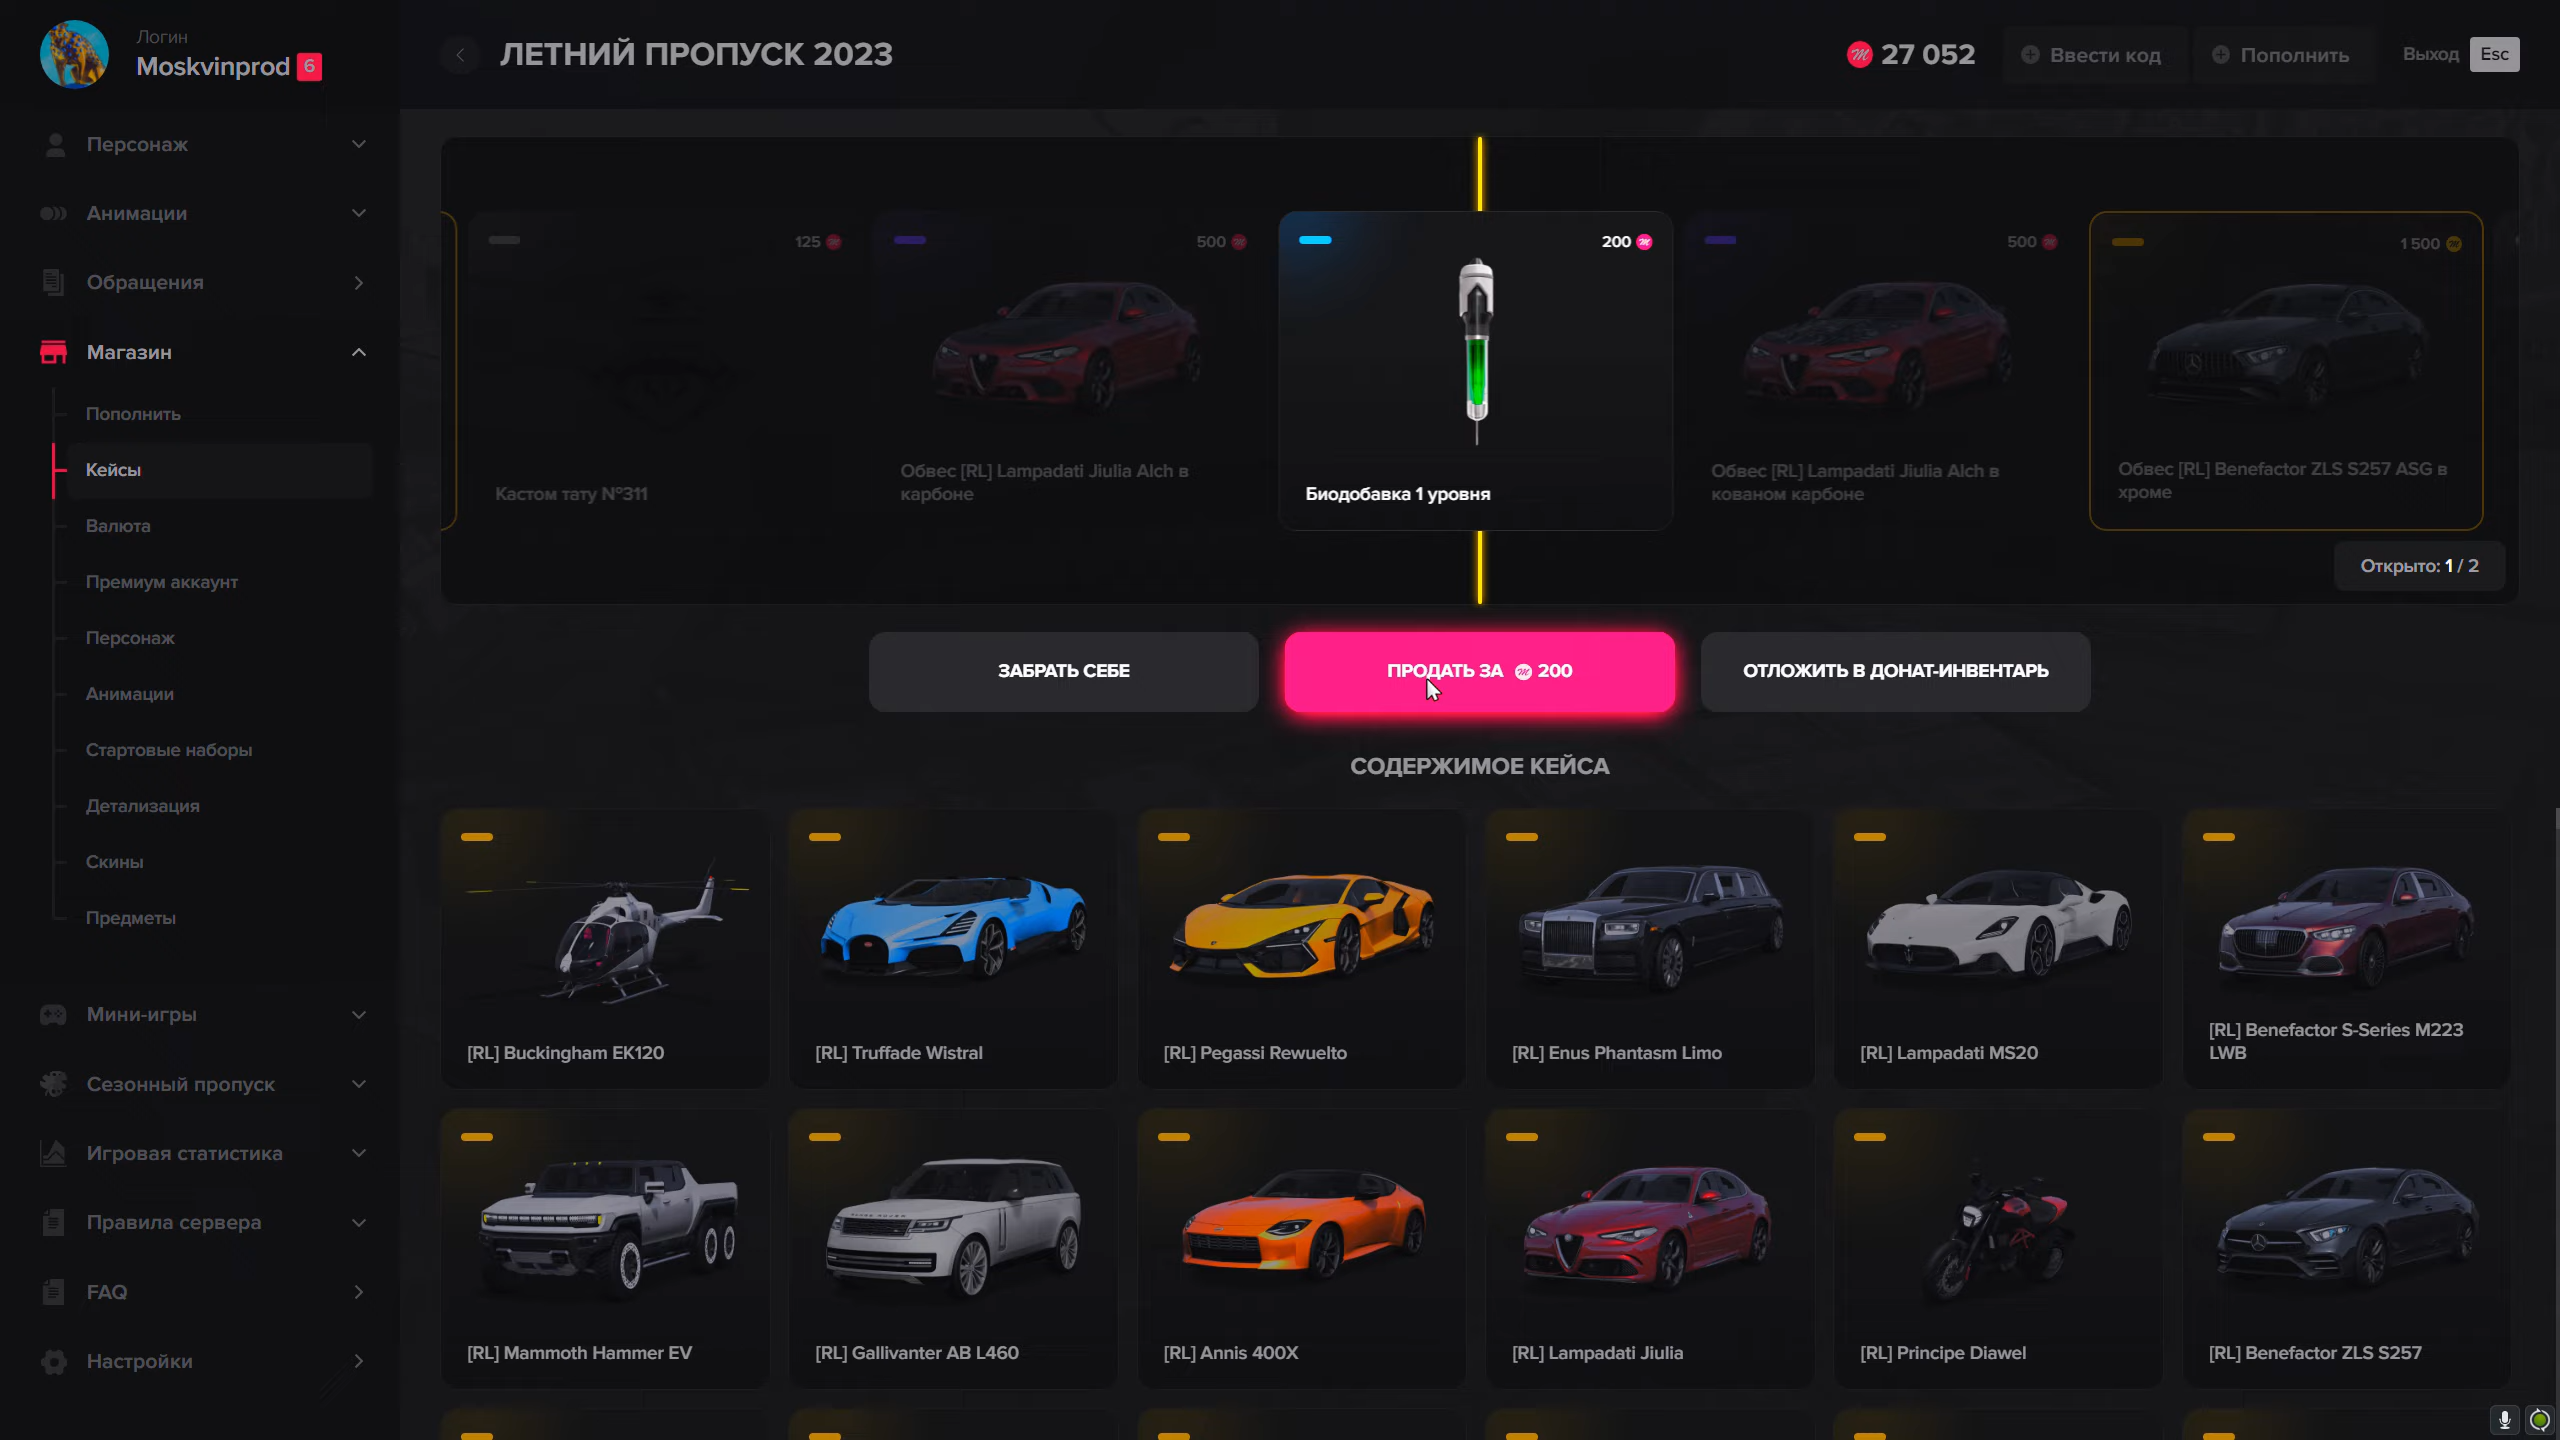 Логин
Moskvinprod 6
ЛЕТНИЙ ПРОПУСК 2023
27 052
Ввести код
Пополнить
Выход
Esc
Персонаж
Анимации
Обращения
Магазин
Пополнить
Кейсы
Валюта
Премиум аккаунт
Персонаж
Анимации
Стартовые наборы
Детализация
Скины
Предметы
Мини-игры
Сезонный пропуск
Игровая статистика
Правила сервера
FAQ
Настройки
125
Кастом тату №311
500
Обвес [RL] Lampadati Jiulia Alch в
карбоне
200
Биодобавка 1 уровня
500
Обвес [RL] Lampadati Jiulia Alch в
кованом карбоне
1 500
Обвес [RL] Benefactor ZLS S257 ASG в
хроме
Открыто: 1 / 2
ЗАБРАТЬ СЕБЕ
ПРОДАТЬ ЗА 200
ОТЛОЖИТЬ В ДОНАТ-ИНВЕНТАРЬ
СОДЕРЖИМОЕ КЕЙСА
[RL] Buckingham EK120
[RL] Truffade Wistral
[RL] Pegassi Rewuelto
[RL] Enus Phantasm Limo
[RL] Lampadati MS20
[RL] Benefactor S-Series M223
LWB
[RL] Mammoth Hammer EV
[RL] Gallivanter AB L460
[RL] Annis 400X
[RL] Lampadati Jiulia
[RL] Principe Diawel
[RL] Benefactor ZLS S257